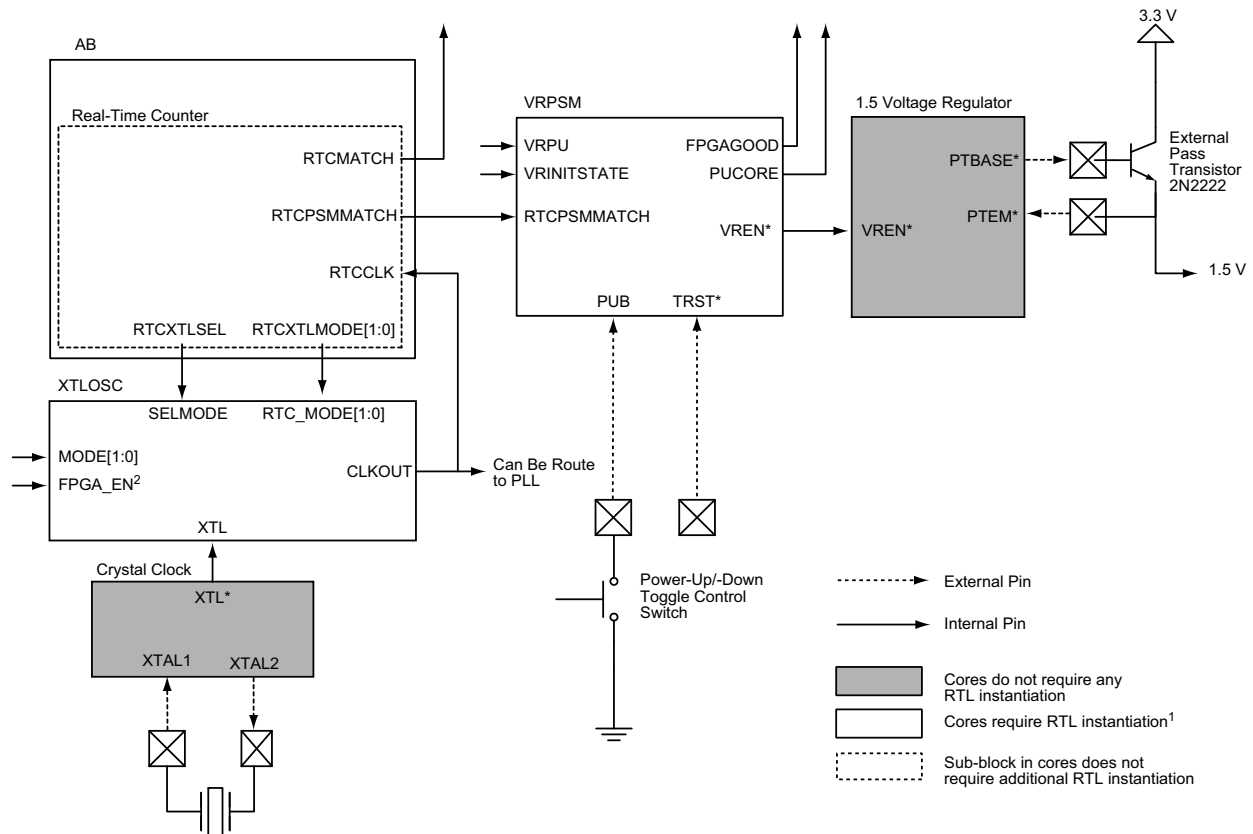 AB
Real-Time Counter
RTCMATCH
RTCPSMMATCH
RTCCLK
RTCXTLSEL
RTCXTLMODE[1:0]
XTLOSC
SELMODE
RTC_MODE[1:0]
MODE[1:0]
FPGA_EN2
CLKOUT
XTL
Can Be Route
to PLL
Crystal Clock
XTL*
XTAL1
XTAL2
VRPSM
VRPU
VRINITSTATE
RTCPSMMATCH
FPGAGOOD
PUCORE
VREN*
PUB
TRST*
Power-Up/-Down
Toggle Control
Switch
1.5 Voltage Regulator
PTBASE*
PTEM*
VREN*
3.3 V
External
Pass
Transistor
2N2222
1.5 V
External Pin
Internal Pin
Cores do not require any
RTL instantiation
Cores require RTL instantiation1
Sub-block in cores does not
require additional RTL instantiation